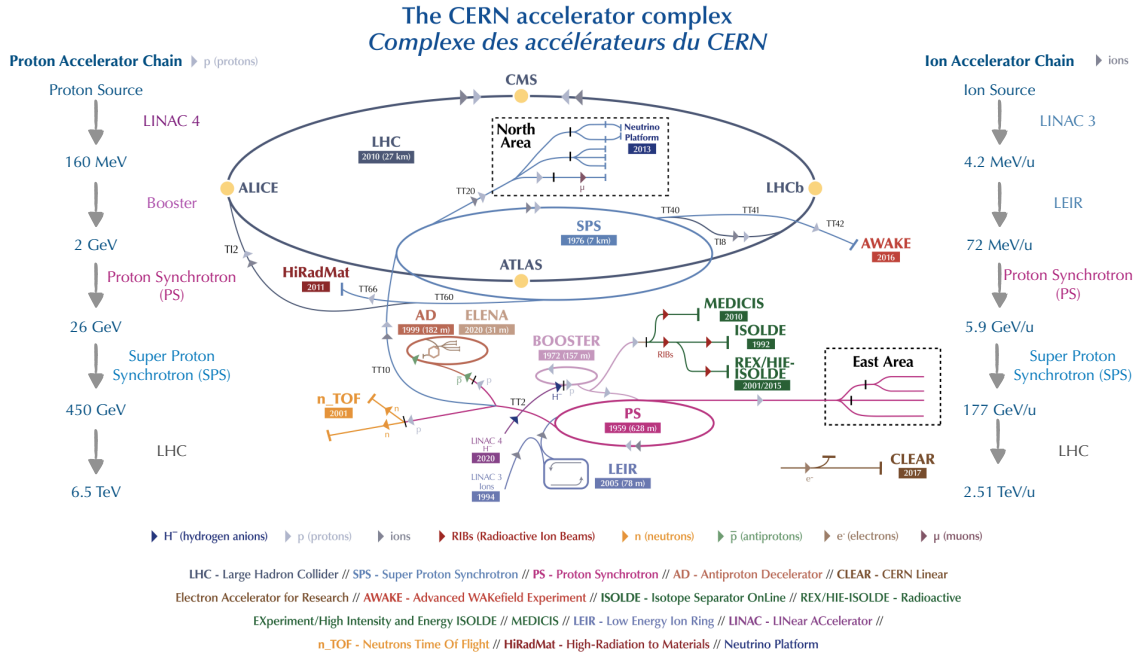 The CERN accelerator complex
Complexe des accélérateurs du CERN
Proton Accelerator Chain
p (protons)
Proton Source
LINAC 4
160 MeV
Booster
2 GeV
Proton Synchrotron
(PS)
26 GeV
Super Proton
Synchrotron (SPS)
450 GeV
LHC
6.5 TeV
Ion Accelerator Chain
ions
Ion Source
LINAC 3
4.2 MeV/u
LEIR
72 MeV/u
Proton Synchrotron
(PS)
5.9 GeV/u
Super Proton
Synchrotron (SPS)
177 GeV/u
LHC
2.51 TeV/u
CMS
LHC
2010 (27 km)
North
Area
Neutrino
Platform
2013
μ
ALICE
LHCb
TT20
TT40
TT41
TT42
SPS
1976 (7 km)
TI8
TI2
AWAKE
2016
ATLAS
HiRadMat
2011
TT66
TT60
AD
1999 (182 m)
ELENA
2020 (31 m)
p̅
p
TT10
BOOSTER
1972 (157 m)
H⁻
p
RIBs
MEDICIS
2010
ISOLDE
1992
REX/HIE-
ISOLDE
2001/2015
East Area
n_TOF
2001
n
n
p
TT2
PS
1959 (628 m)
LINAC 4
H⁻
2020
LINAC 3
Ions
1994
LEIR
2005 (78 m)
e⁻
CLEAR
2017
H⁻ (hydrogen anions)
p (protons)
ions
RIBs (Radioactive Ion Beams)
n (neutrons)
p̅ (antiprotons)
e⁻ (electrons)
μ (muons)
LHC - Large Hadron Collider // SPS - Super Proton Synchrotron // PS - Proton Synchrotron // AD - Antiproton Decelerator // CLEAR - CERN Linear
Electron Accelerator for Research // AWAKE - Advanced WAKefield Experiment // ISOLDE - Isotope Separator OnLine // REX/HIE-ISOLDE - Radioactive
EXperiment/High Intensity and Energy ISOLDE // MEDICIS // LEIR - Low Energy Ion Ring // LINAC - LINear ACcelerator //
n_TOF - Neutrons Time Of Flight // HiRadMat - High-Radiation to Materials // Neutrino Platform